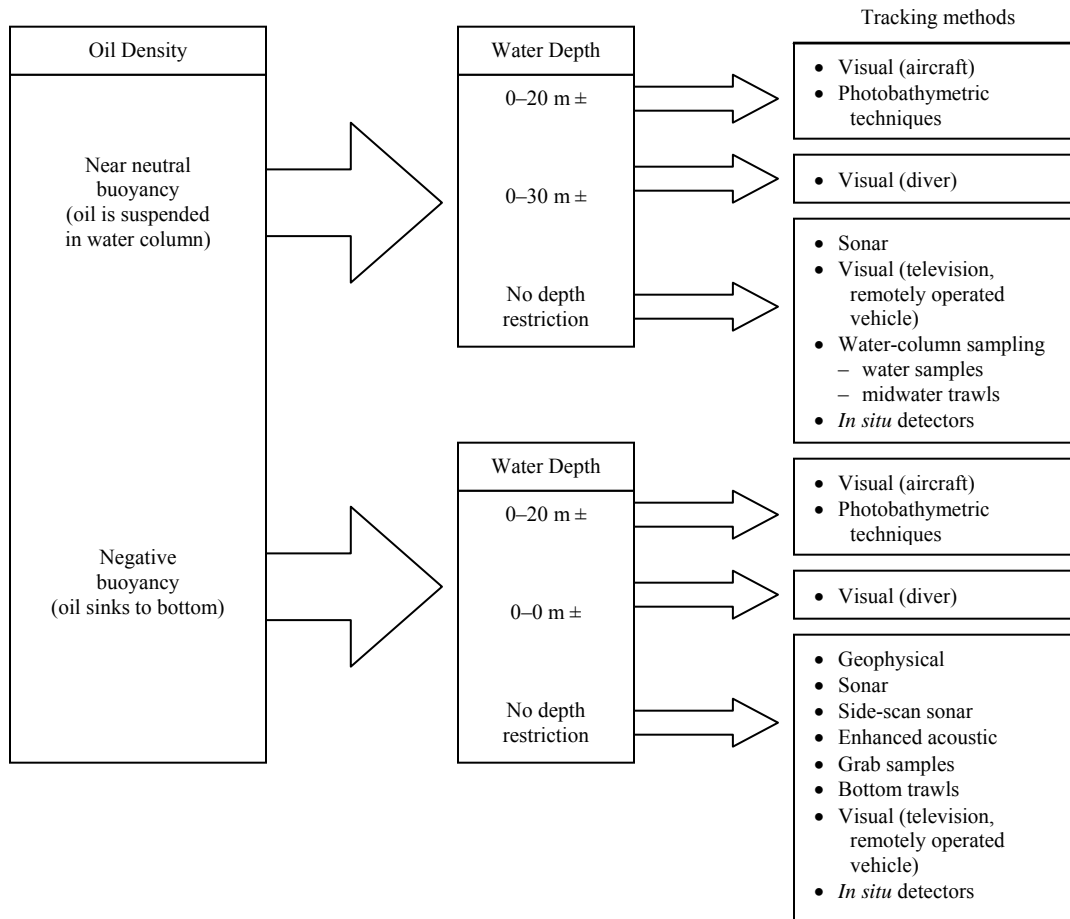 Tracking methods
Oil Density
Near neutral
buoyancy
(oil is suspended
in water column)
Negative
buoyancy
(oil sinks to bottom)
Water Depth
0–20 m ±
0–30 m ±
No depth
restriction
• Visual (aircraft)
• Photobathymetric
techniques
• Visual (diver)
• Sonar
• Visual (television,
remotely operated
vehicle)
• Water-column sampling
– water samples
– midwater trawls
• In situ detectors
Water Depth
0–20 m ±
0–0 m ±
No depth
restriction
• Visual (aircraft)
• Photobathymetric
techniques
• Visual (diver)
• Geophysical
• Sonar
• Side-scan sonar
• Enhanced acoustic
• Grab samples
• Bottom trawls
• Visual (television,
remotely operated
vehicle)
• In situ detectors